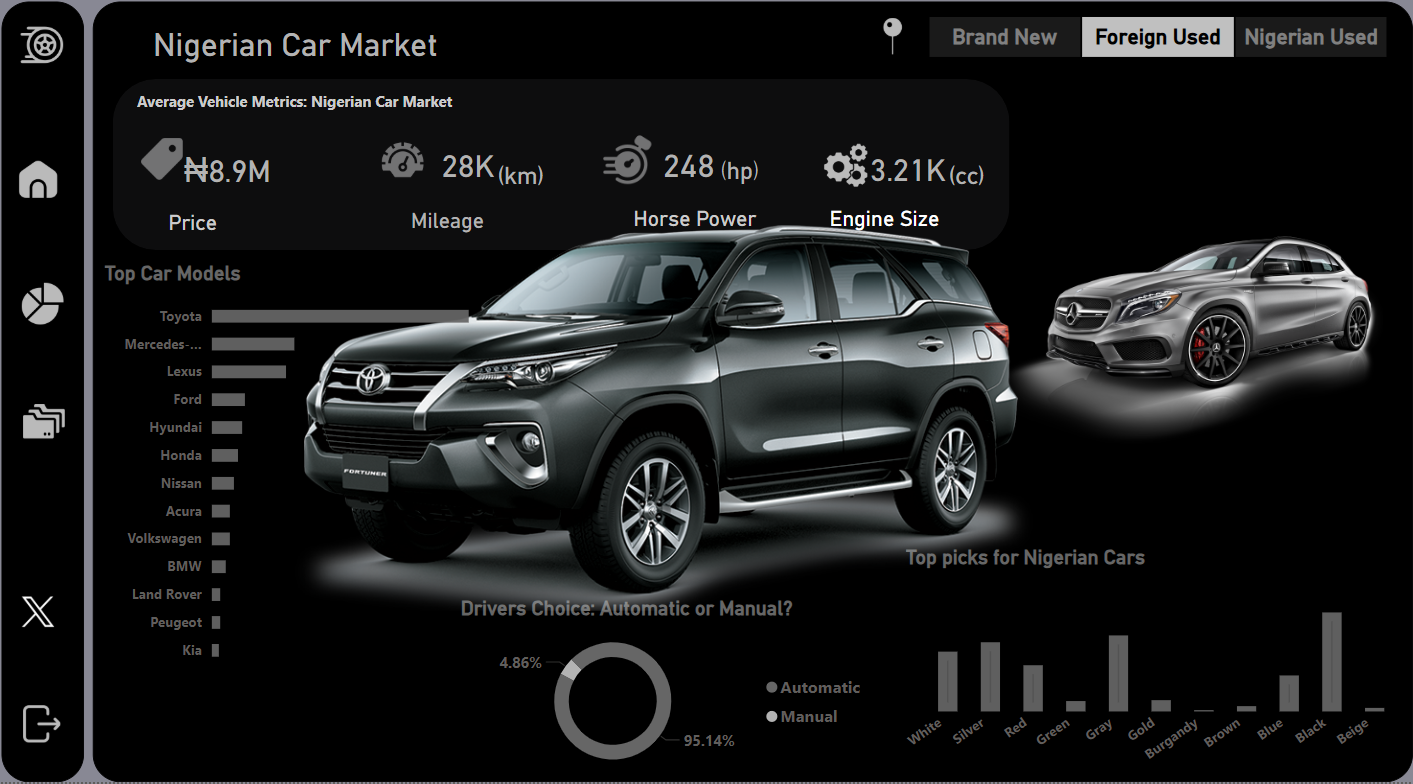 Nigerian Car Market
Brand New
Foreign Used
Nigerian Used
Average Vehicle Metrics: Nigerian Car Market
₦8.9M
Price
28K (km)
Mileage
248 (hp)
Horse Power
3.21K (cc)
Engine Size
Top Car Models
Toyota
Mercedes-...
Lexus
Ford
Hyundai
Honda
Nissan
Acura
Volkswagen
BMW
Land Rover
Peugeot
Kia
FORTUNER
Drivers Choice: Automatic or Manual?
4.86%
95.14%
Automatic
Manual
Top picks for Nigerian Cars
White
Silver
Red
Green
Gray
Gold
Burgandy
Brown
Blue
Black
Beige